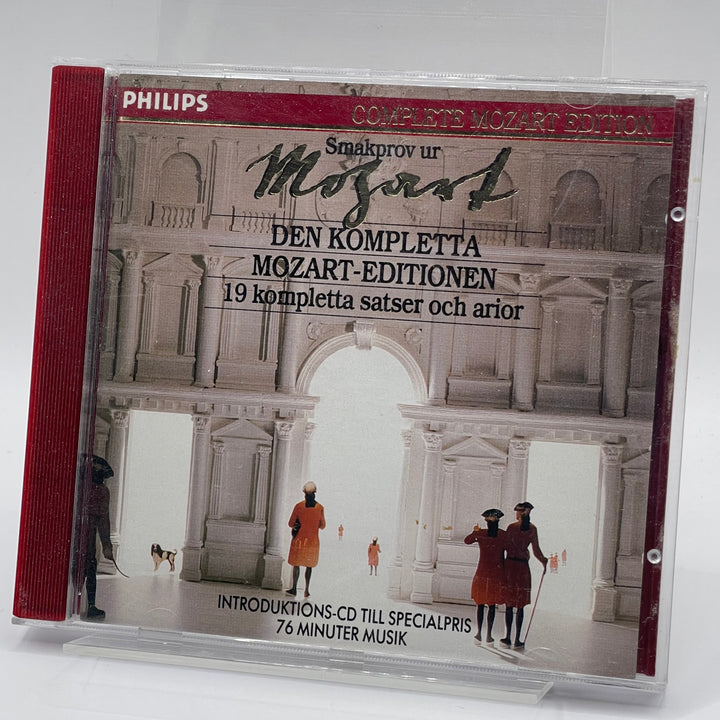 PHILIPS
COMPLETE MOZART EDITION
Smakprov ur
Mozart
DEN KOMPLETTA
MOZART-EDITIONEN
19 kompletta satser och arior
INTRODUKTIONS-CD TILL SPECIALPRIS
76 MINUTER MUSIK